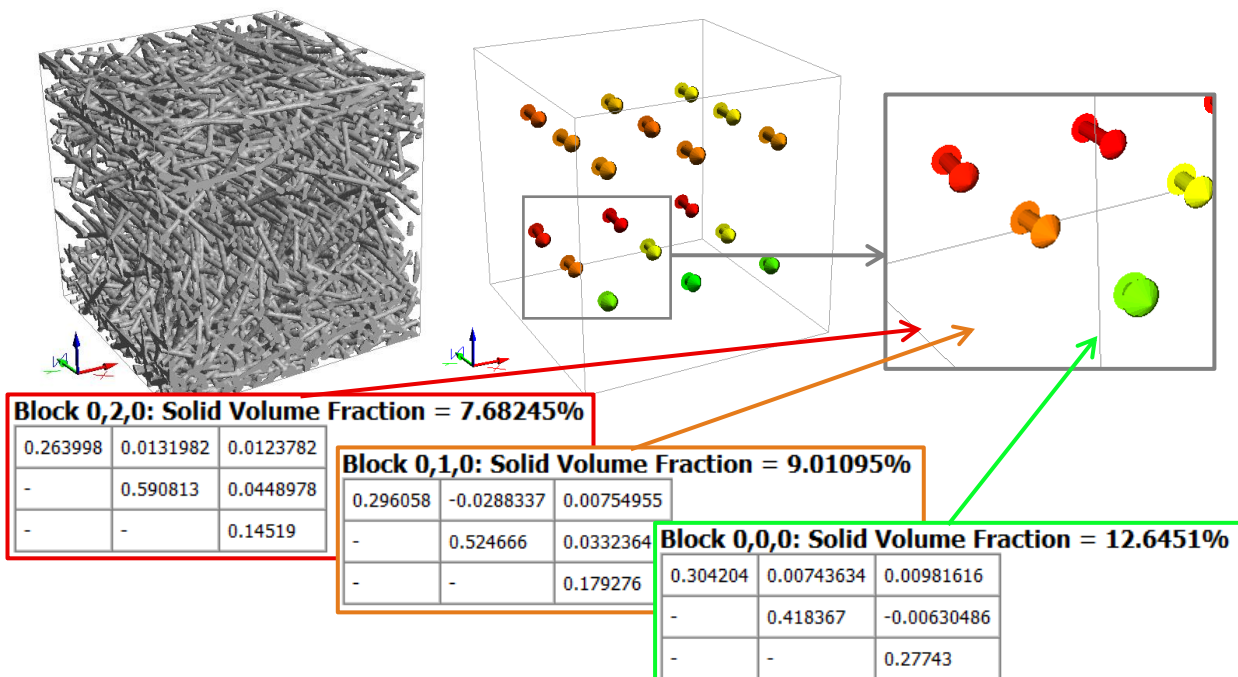 Block 0,2,0: Solid Volume Fraction = 7.68245%
0.263998 0.0131982 0.0123782
- 0.590813 0.0448978
- - 0.14519
Block 0,1,0: Solid Volume Fraction = 9.01095%
0.296058 -0.0288337 0.00754955
- 0.524666 0.0332364
- - 0.179276
Block 0,0,0: Solid Volume Fraction = 12.6451%
0.304204 0.00743634 0.00981616
- 0.418367 -0.00630486
- - 0.27743